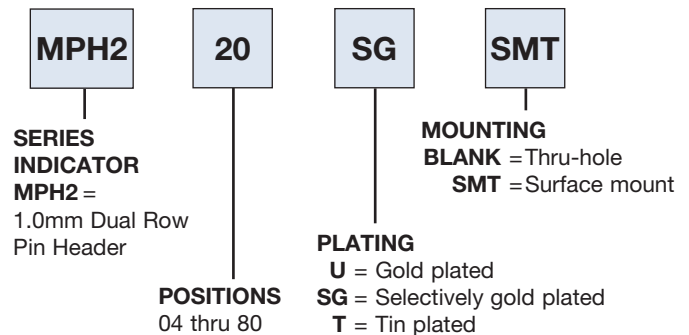 MPH2 20 SG SMT
SERIES
INDICATOR
MPH2 =
1.0mm Dual Row
Pin Header
POSITIONS
04 thru 80
PLATING
U = Gold plated
SG = Selectively gold plated
T = Tin plated
MOUNTING
BLANK = Thru-hole
SMT = Surface mount